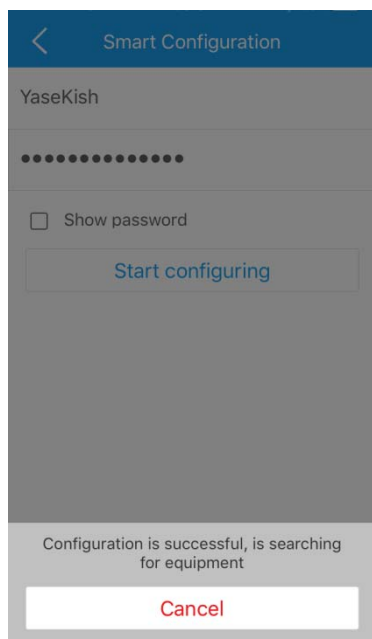 Smart Configuration
YaseKish
••••••••••••••
Show password
Start configuring
Configuration is successful, is searching
for equipment
Cancel